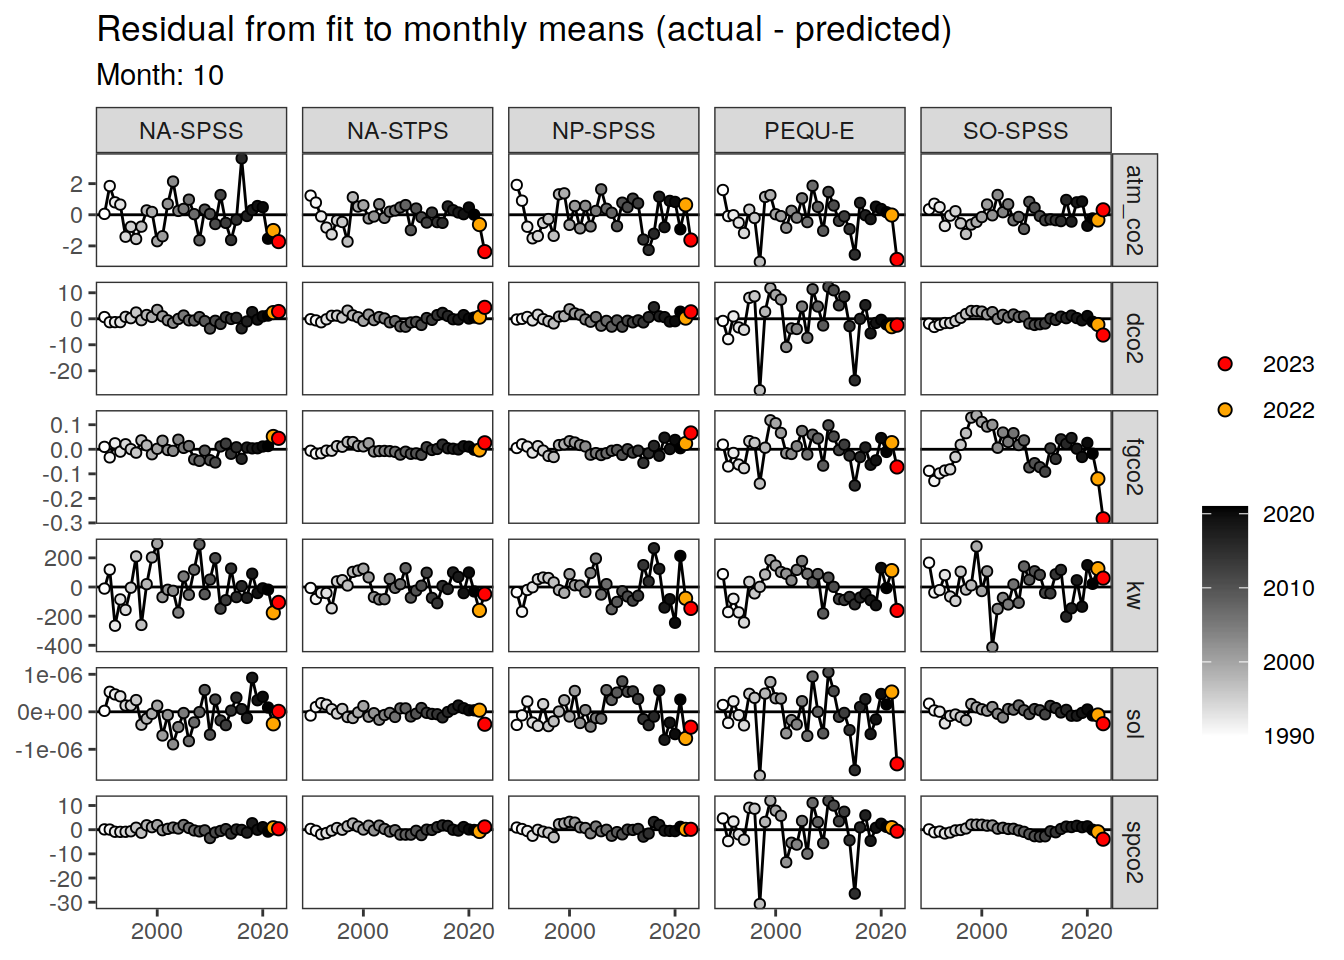 Residual from fit to monthly means (actual - predicted)
Month: 10
NA-SPSS NA-STPS NP-SPSS PEQU-E SO-SPSS
2
0
-2
atm_co2
10
0
-10
-20
dco2
0.1
0.0
-0.1
-0.2
-0.3
fgco2
200
0
-200
-400
kw
1e-06
0e+00
-1e-06
sol
10
0
-10
-20
-30
spco2
2000 2020 2000 2020 2000 2020 2000 2020 2000 2020
2023
2022
2020
2010
2000
1990